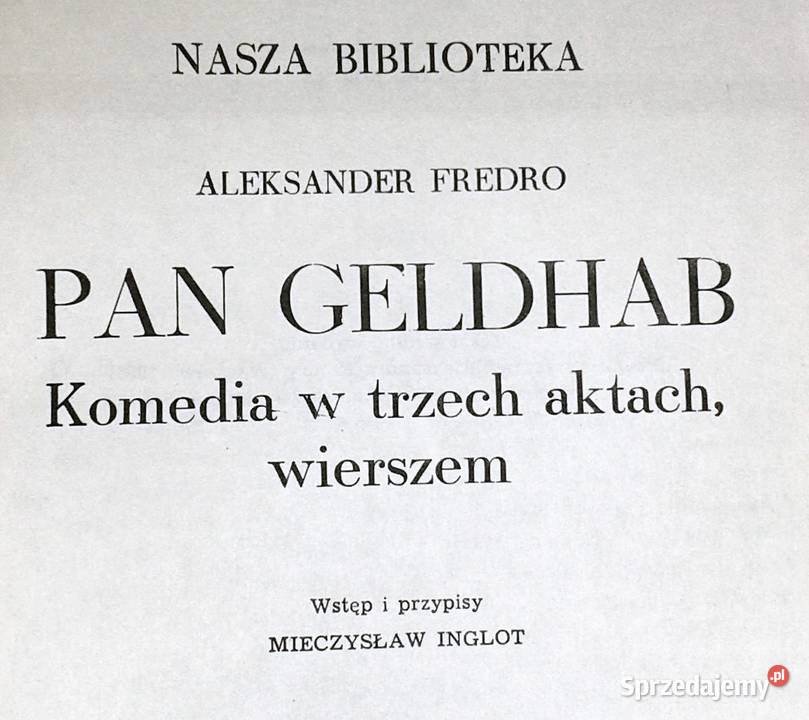 NASZA BIBLIOTEKA
ALEKSANDER FREDRO
PAN GELDHAB
Komedia w trzech aktach,
wierszem
Wstęp i przypisy
MIECZYSŁAW INGLOT
Sprzedajemy.pl